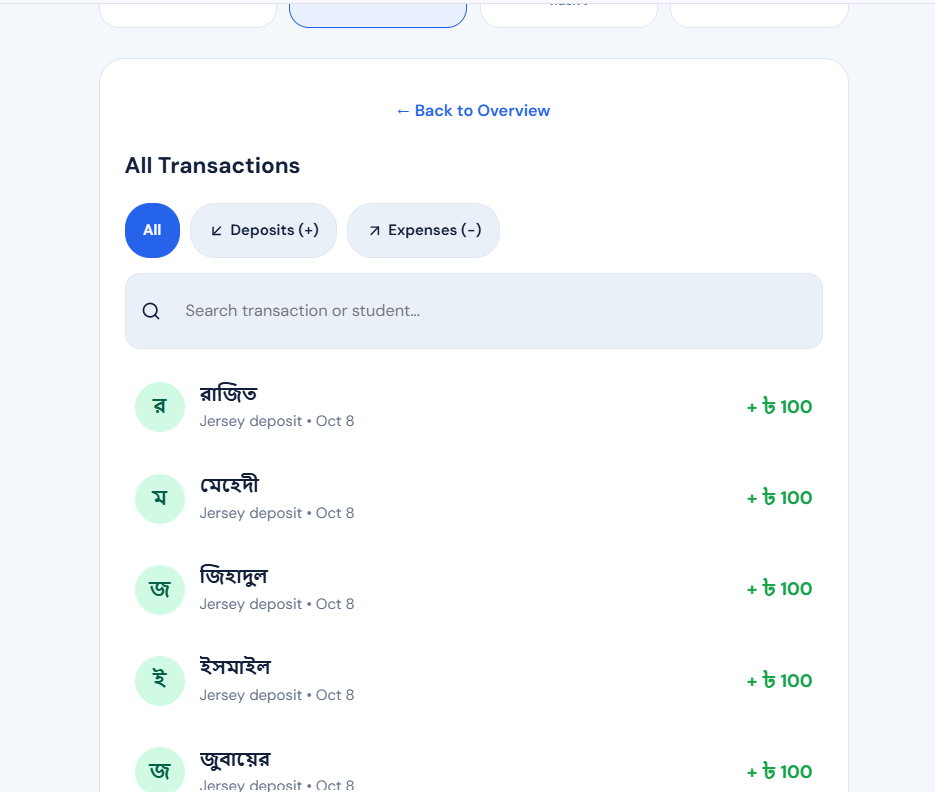 ← Back to Overview
All Transactions
All
↙ Deposits (+)
↗ Expenses (-)
Search transaction or student...
র
রাজিত
Jersey deposit • Oct 8
+ ৳ 100
ম
মেহেদী
Jersey deposit • Oct 8
+ ৳ 100
জ
জিহাদুল
Jersey deposit • Oct 8
+ ৳ 100
ই
ইসমাইল
Jersey deposit • Oct 8
+ ৳ 100
জ
জুবায়ের
Jersey deposit • Oct 8
+ ৳ 100